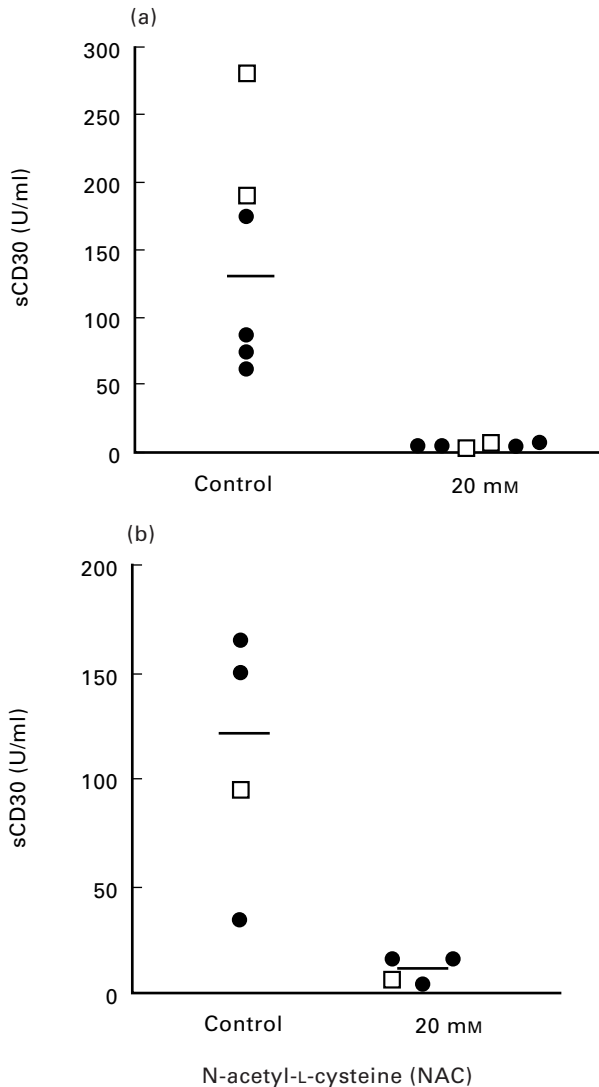 (a)
300
250
200
150
100
50
0
sCD30 (U/ml)
Control 20 mM
(b)
200
150
100
50
0
sCD30 (U/ml)
Control 20 mM
N-acetyl-L-cysteine (NAC)